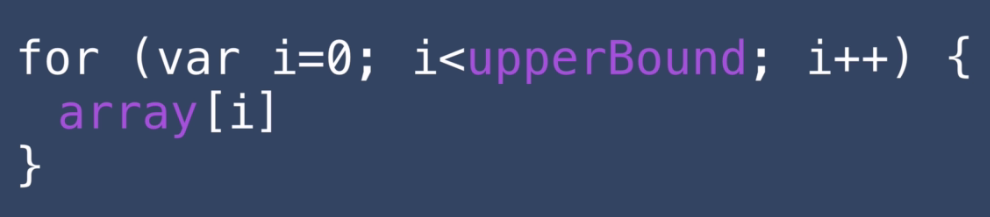 for (var i=0; i<upperBound; i++) {
  array[i]
}